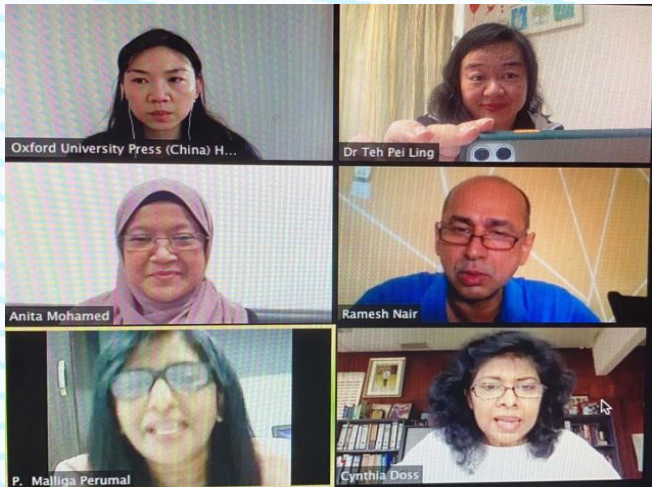 Oxford University Press (China) H...
Dr Teh Pei Ling
Anita Mohamed
Ramesh Nair
P. Malliga Perumal
Cynthia Doss